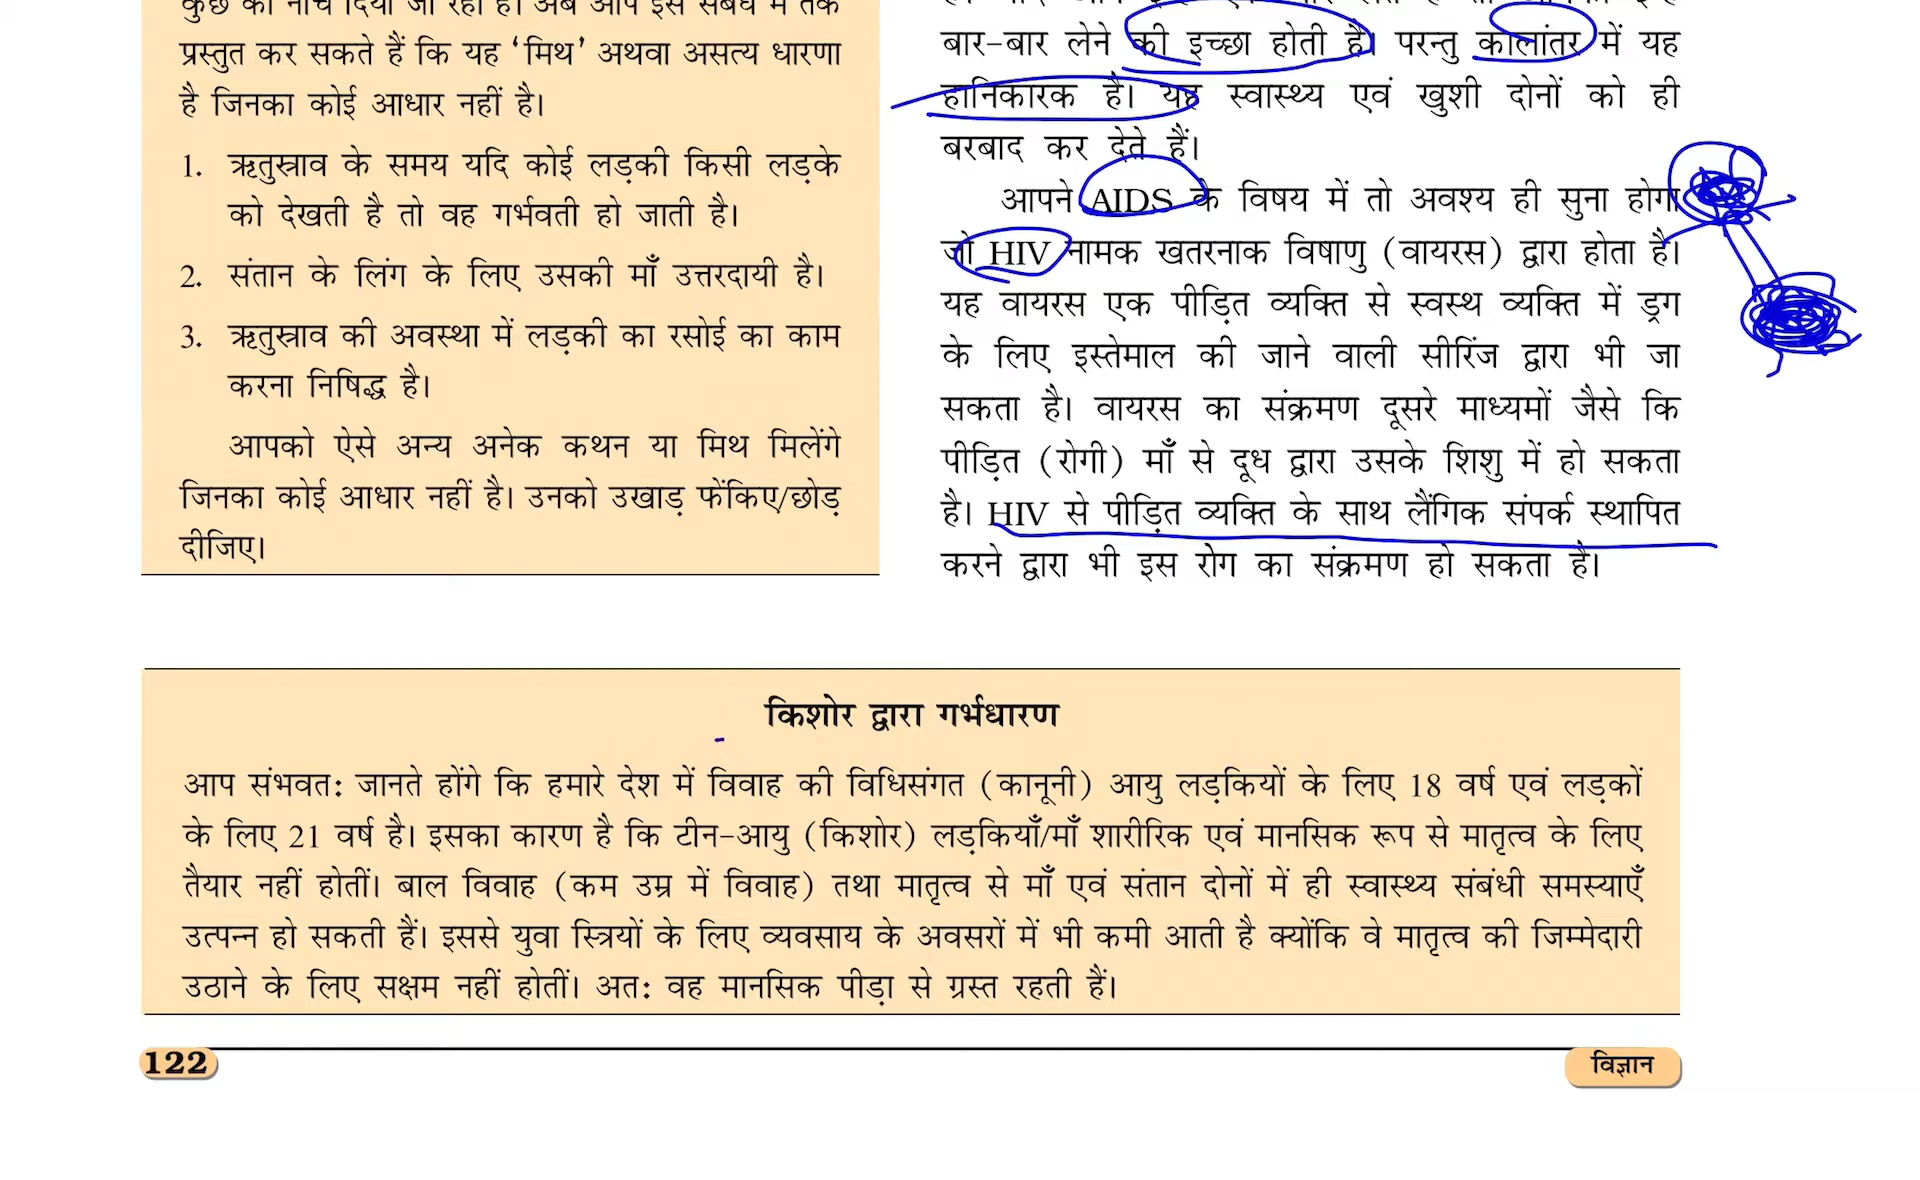 प्रस्तुत कर सकते हैं कि यह ‘मिथ’ अथवा असत्य धारणा
है जिनका कोई आधार नहीं है।
1. ऋतुस्राव के समय यदि कोई लड़की किसी लड़के
को देखती है तो वह गर्भवती हो जाती है।
2. संतान के लिंग के लिए उसकी माँ उत्तरदायी है।
3. ऋतुस्राव की अवस्था में लड़की का रसोई का काम
करना निषिद्ध है।
आपको ऐसे अन्य अनेक कथन या मिथ मिलेंगे
जिनका कोई आधार नहीं है। उनको उखाड़ फेंकिए/छोड़
दीजिए।
बार-बार लेने की इच्छा होती है। परन्तु कालांतर में यह
हानिकारक है। यह स्वास्थ्य एवं खुशी दोनों को ही
बरबाद कर देते हैं।
आपने AIDS के विषय में तो अवश्य ही सुना होगा
जो HIV नामक खतरनाक विषाणु (वायरस) द्वारा होता है।
यह वायरस एक पीड़ित व्यक्ति से स्वस्थ व्यक्ति में ड्रग
के लिए इस्तेमाल की जाने वाली सीरिंज द्वारा भी जा
सकता है। वायरस का संक्रमण दूसरे माध्यमों जैसे कि
पीड़ित (रोगी) माँ से दूध द्वारा उसके शिशु में हो सकता
है। HIV से पीड़ित व्यक्ति के साथ लैंगिक संपर्क स्थापित
करने द्वारा भी इस रोग का संक्रमण हो सकता है।
किशोर द्वारा गर्भधारण
आप संभवतः जानते होंगे कि हमारे देश में विवाह की विधिसंगत (कानूनी) आयु लड़कियों के लिए 18 वर्ष एवं लड़कों
के लिए 21 वर्ष है। इसका कारण है कि टीन-आयु (किशोर) लड़कियाँ/माँ शारीरिक एवं मानसिक रूप से मातृत्व के लिए
तैयार नहीं होतीं। बाल विवाह (कम उम्र में विवाह) तथा मातृत्व से माँ एवं संतान दोनों में ही स्वास्थ्य संबंधी समस्याएँ
उत्पन्न हो सकती हैं। इससे युवा स्त्रियों के लिए व्यवसाय के अवसरों में भी कमी आती है क्योंकि वे मातृत्व की जिम्मेदारी
उठाने के लिए सक्षम नहीं होतीं। अतः वह मानसिक पीड़ा से ग्रस्त रहती हैं।
122
विज्ञान